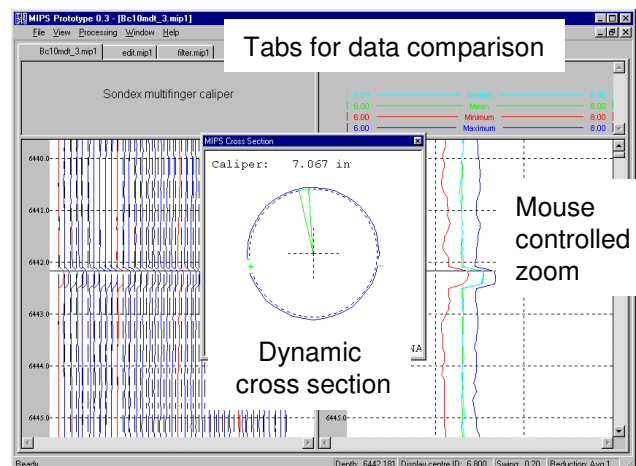 MIPS Prototype 0.3 - [Bc10mdt_3.mip1]
File View Processing Window Help
Bc10mdt_3.mip1 edit.mip1 filter.mip1
Tabs for data comparison
Sondex multifinger caliper
6.00 Median 8.00
6.00 Mean 8.00
6.00 Minimum 8.00
6.00 Maximum 8.00
MIPS Cross Section
Caliper: 7.067 in
6440.0
6441.0
6442.0
6443.0
6444.0
6445.0
6445.0
Mouse
controlled
zoom
Dynamic
cross section
Ready
Depth: 6442.181 Display centre ID: 6.800 Swing: 0.20 Reduction: Avg 1